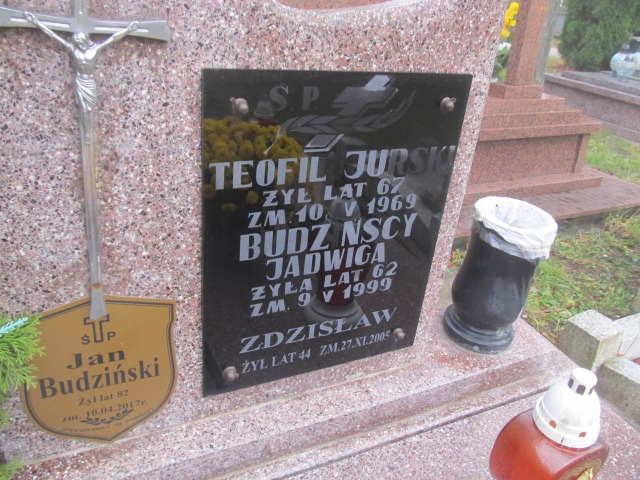 Ś. P
TEOFIL JURSKI
ŻYŁ LAT 67
ZM. 10 V 1969
BUDZ NSCY
JADWIGA
ŻYŁA LAT 62
ZM. 9 V 1999
ZDZISŁAW
ŻYŁ LAT 44 ZM. 27.XI.2005
Ś P
Jan
Budziński
Żył lat 82
zm. 10.04.2017r.